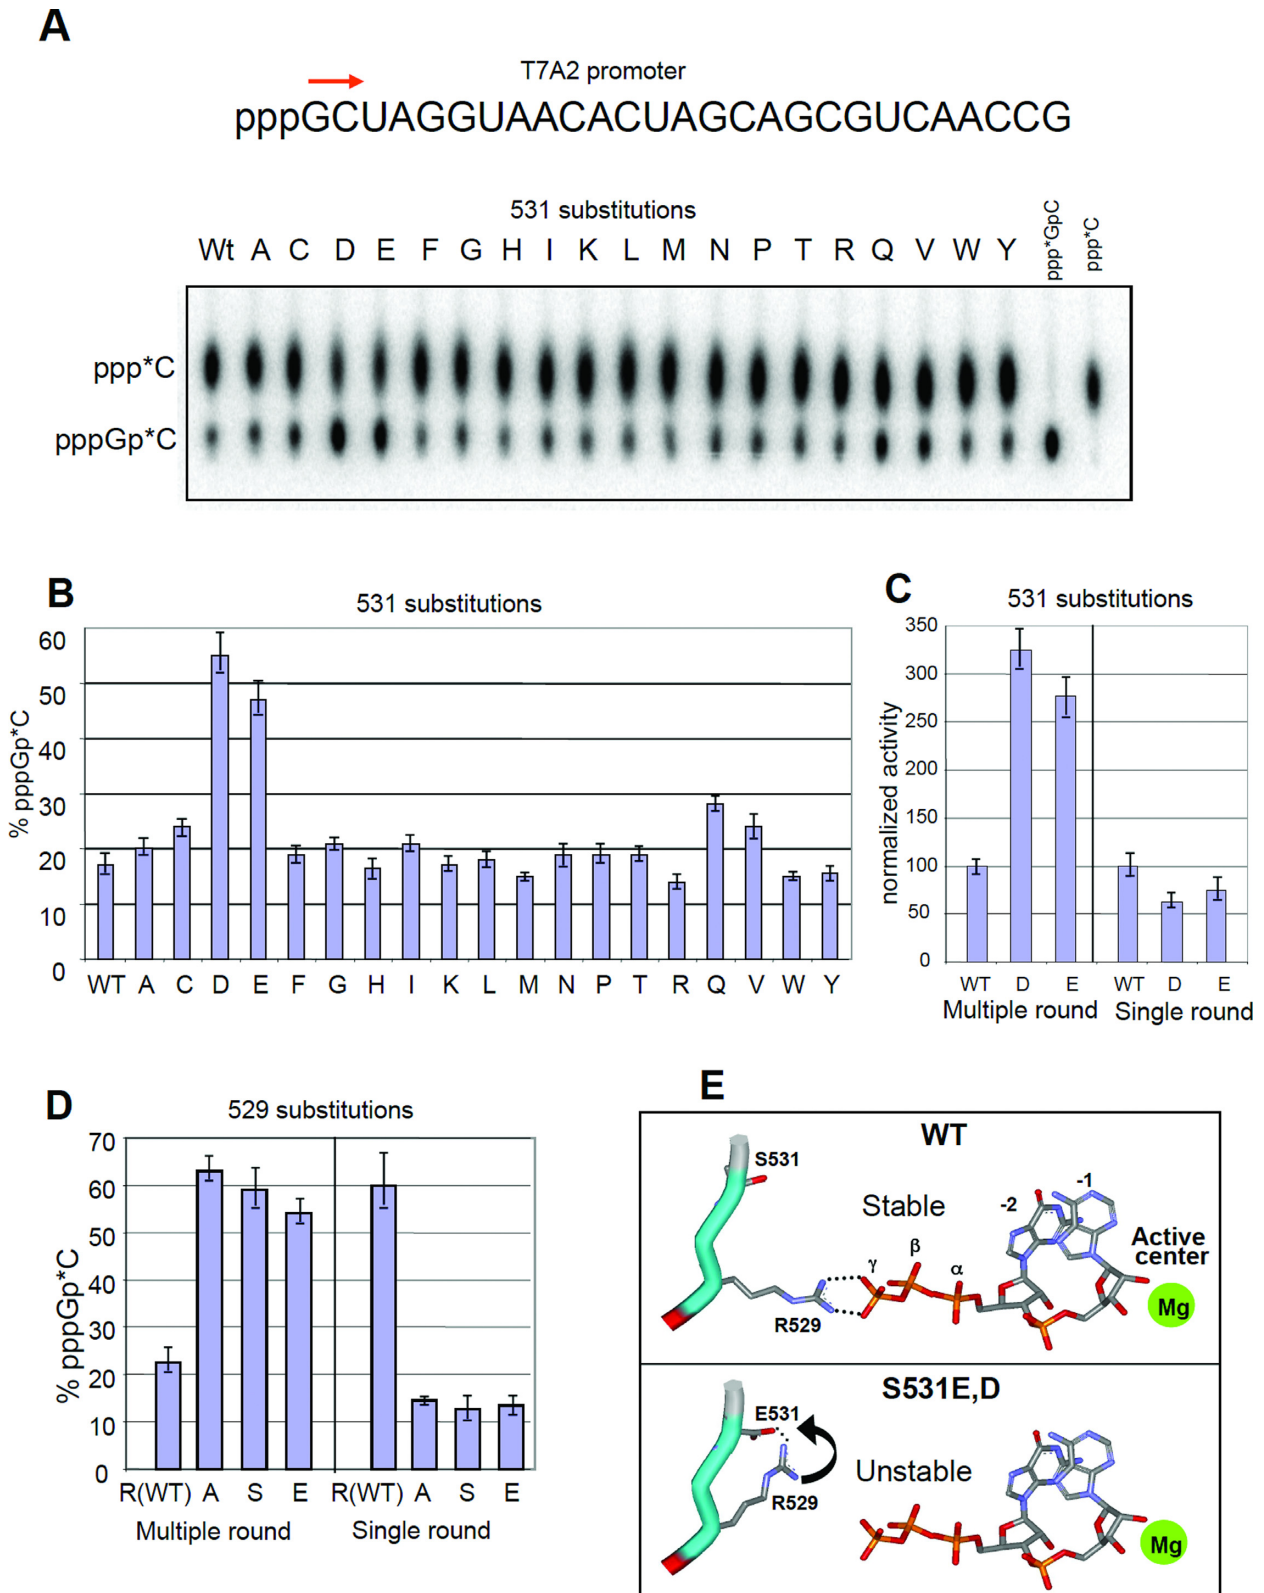 A
T7A2 promoter
pppGCUAGGUAACACUAGCAGCGUCAACCG
531 substitutions
Wt A C D E F G H I K L M N P T R Q V W Y ppp*GpC ppp*C
ppp*C
pppGp*C
B
531 substitutions
% pppGp*C
60
50
40
30
20
10
0
WT A C D E F G H I K L M N P T R Q V W Y
C
531 substitutions
normalized activity
350
300
250
200
150
100
50
0
WT D E WT D E
Multiple round Single round
D
529 substitutions
% pppGp*C
70
60
50
40
30
20
10
0
R(WT) A S E R(WT) A S E
Multiple round Single round
E
WT
S531
Stable
-2 -1
γ β α
Active
center
R529
Mg
S531E,D
E531
Unstable
R529
Mg